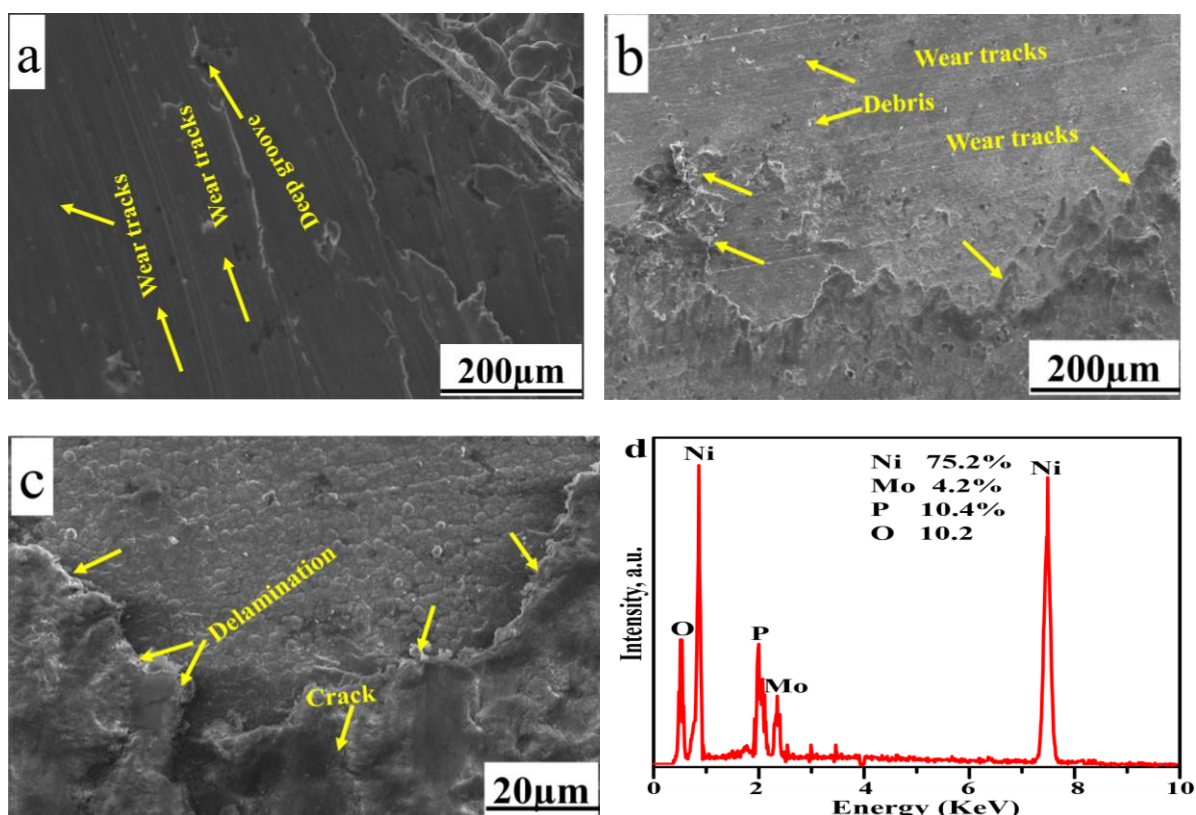 a
Wear tracks
Wear tracks
Deep groove
200µm
b
Wear tracks
Debris
Wear tracks
200µm
c
Delamination
Crack
20µm
d
Ni
Ni 75.2%
Mo 4.2%
P 10.4%
O 10.2
Ni
O
P
Mo
Intensity, a.u.
0 2 4 6 8 10
Energy (KeV)